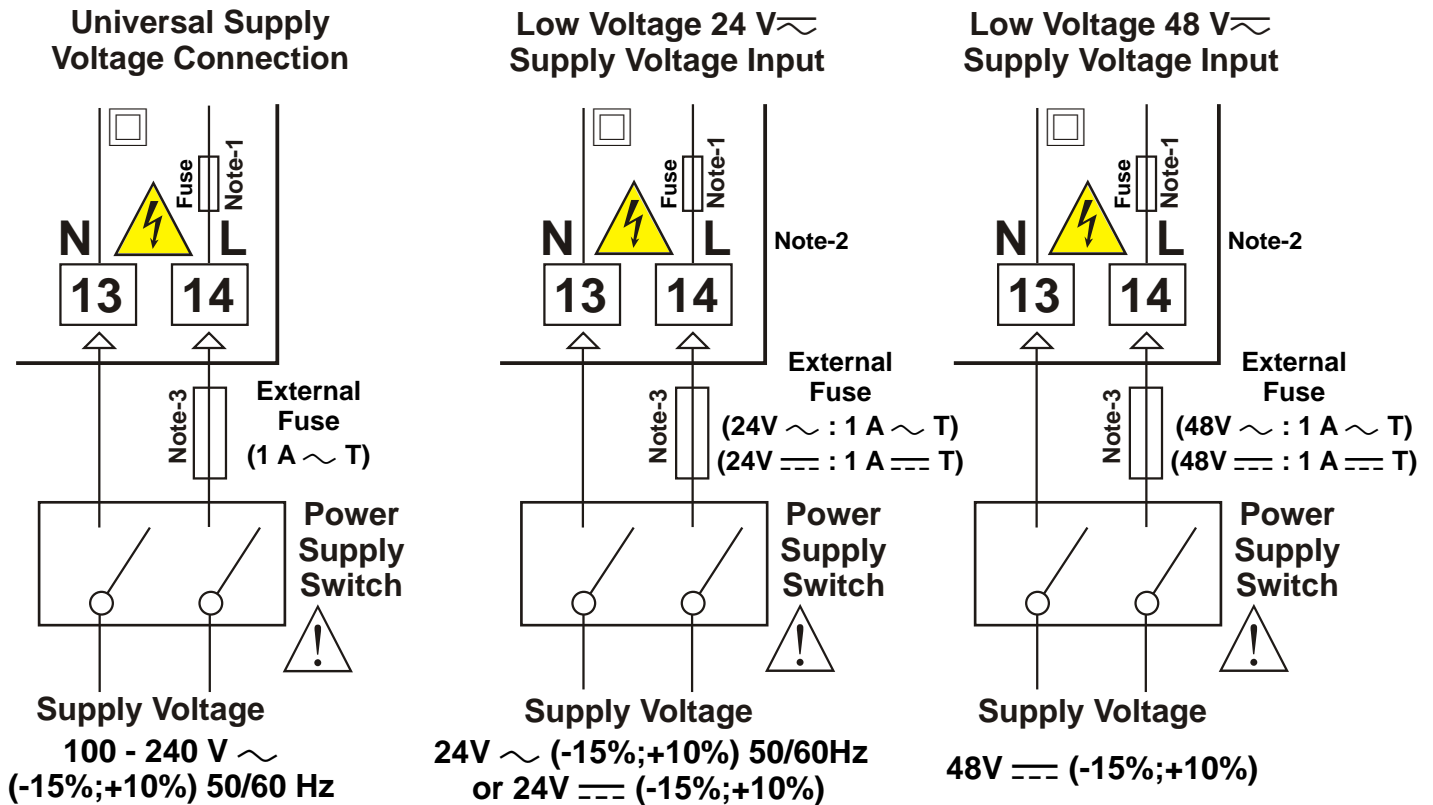 Universal Supply
Voltage Connection
Fuse
Note-1
N
L
13
14
Note-3
External
Fuse
(1 A ∼ T)
Power
Supply
Switch
!
Supply Voltage
100 - 240 V ∼
(-15%;+10%) 50/60 Hz
Low Voltage 24 V⏦
Supply Voltage Input
Fuse
Note-1
N
L
Note-2
13
14
Note-3
External
Fuse
(24V ∼ : 1 A ∼ T)
(24V ⎓ : 1 A ⎓ T)
Power
Supply
Switch
!
Supply Voltage
24V ∼ (-15%;+10%) 50/60Hz
or 24V ⎓ (-15%;+10%)
Low Voltage 48 V⏦
Supply Voltage Input
Fuse
Note-1
N
L
Note-2
13
14
Note-3
External
Fuse
(48V ∼ : 1 A ∼ T)
(48V ⎓ : 1 A ⎓ T)
Power
Supply
Switch
!
Supply Voltage
48V ⎓ (-15%;+10%)